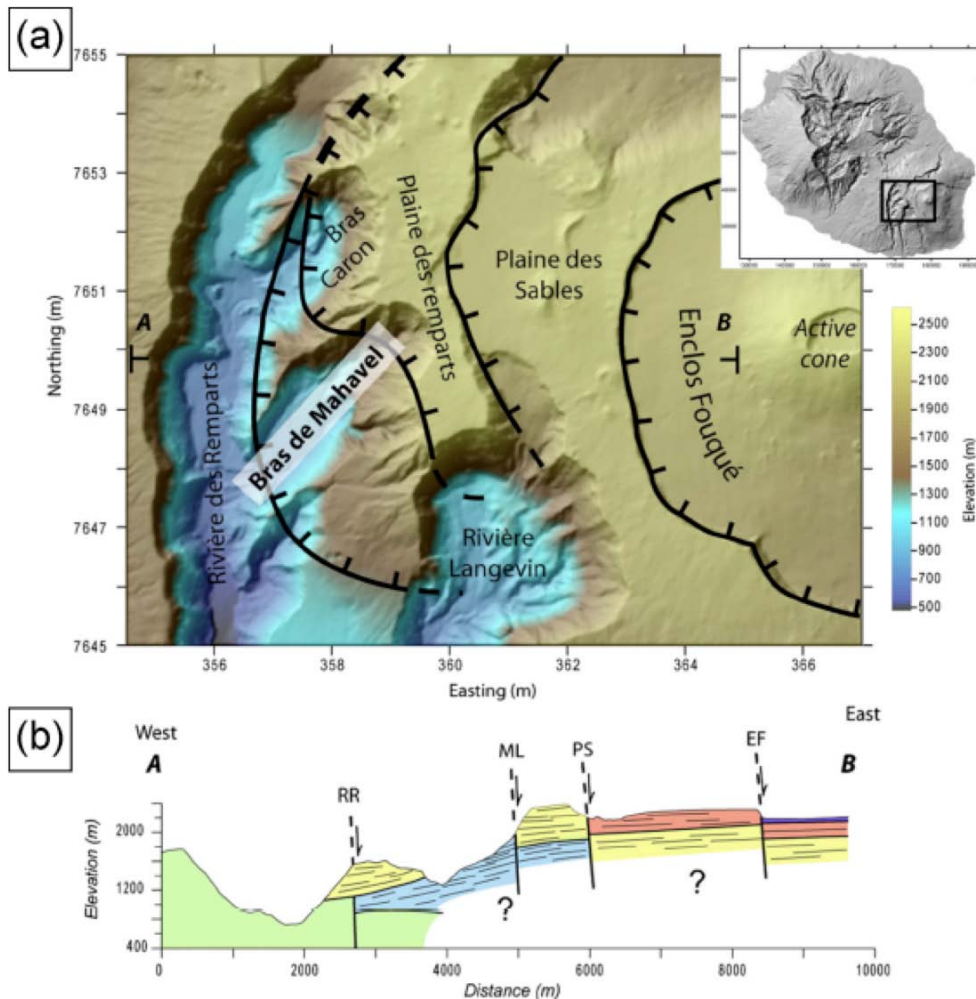 (a)
7655
7653
7651
7649
7647
7645
Northing (m)
356
358
360
362
364
366
Easting (m)
A
B
Rivière des Remparts
Bras
Caron
Bras de Mahavel
Plaine des remparts
Plaine des
Sables
Enclos Fouqué
Active
cone
Rivière
Langevin
2500
2300
2100
1900
1700
1500
1300
1100
900
700
500
Elevation (m)
(b)
West
East
A
B
RR
ML
PS
EF
2000
1200
400
Elevation (m)
?
?
0
2000
4000
6000
8000
10000
Distance (m)